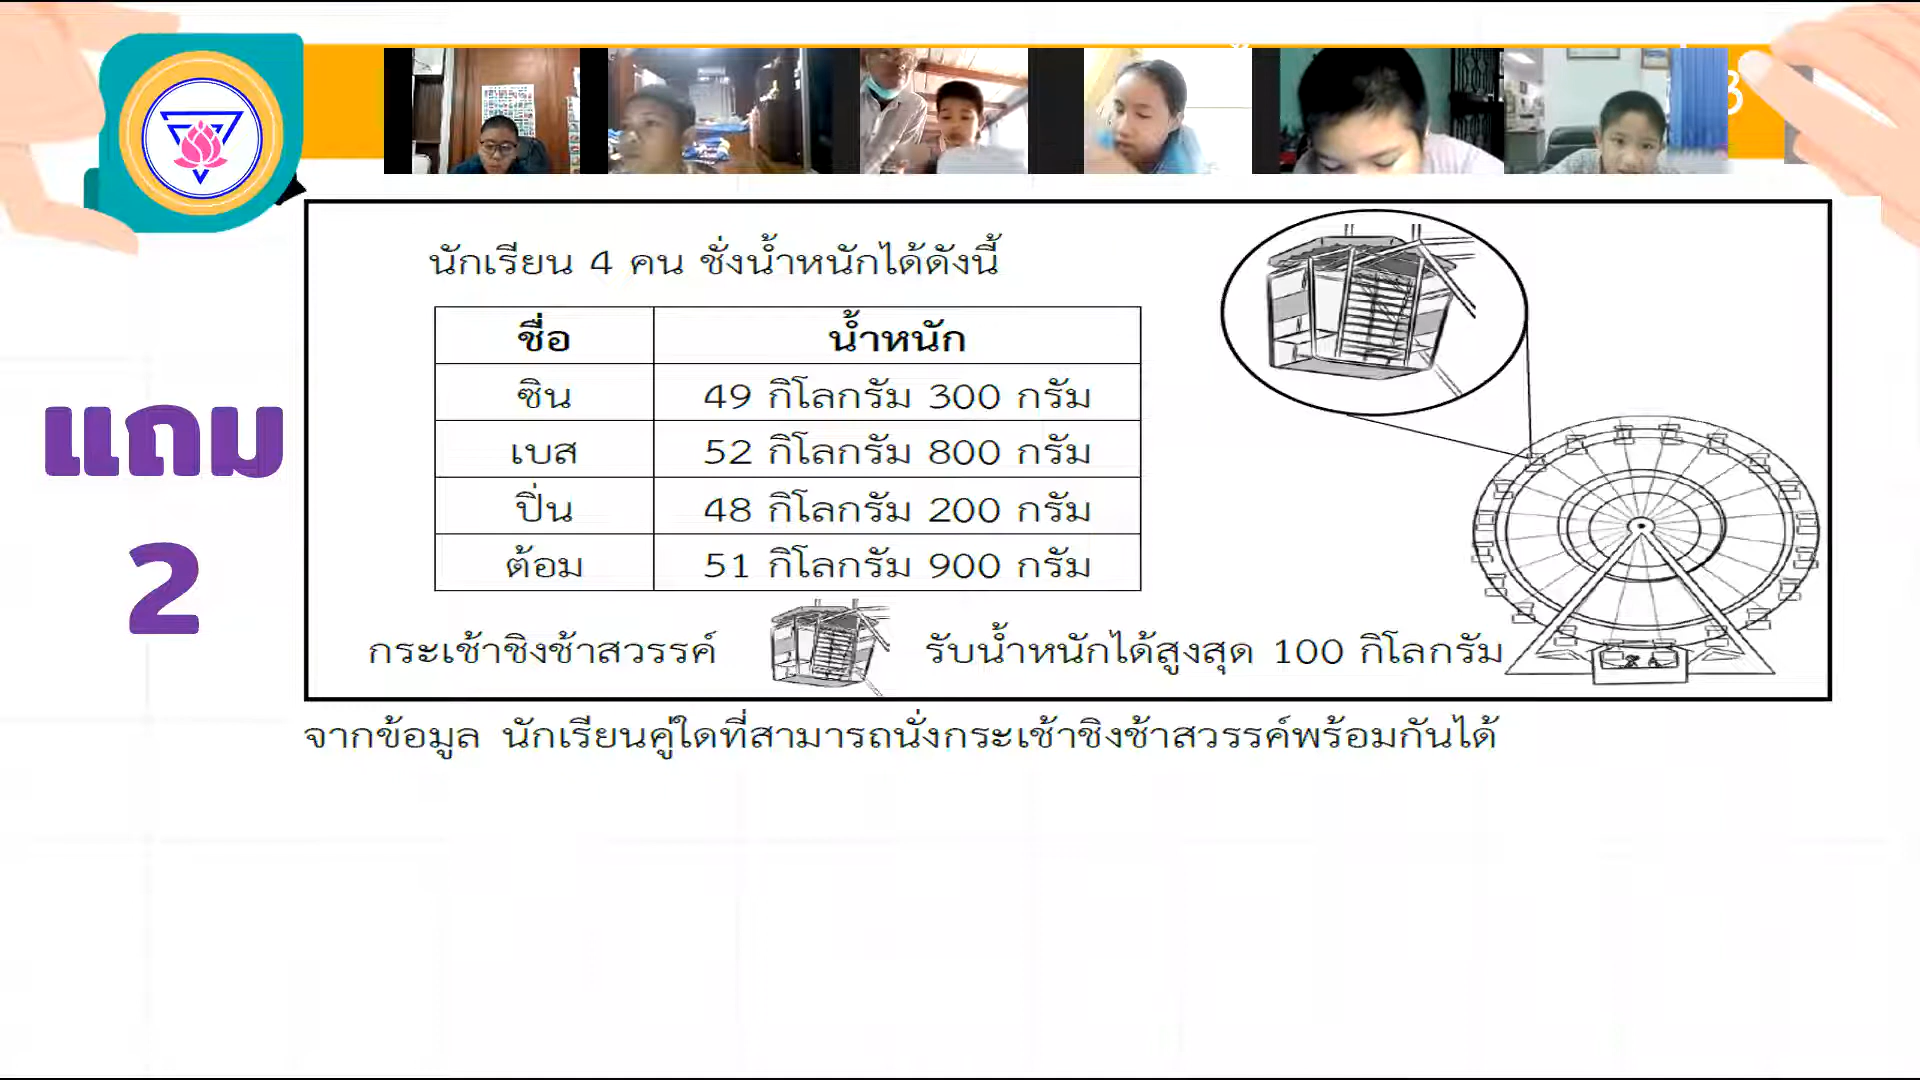 นักเรียน 4 คน ชั่งน้ำหนักได้ดังนี้
ชื่อ น้ำหนัก
ซิน 49 กิโลกรัม 300 กรัม
เบส 52 กิโลกรัม 800 กรัม
ปิ่น 48 กิโลกรัม 200 กรัม
ต้อม 51 กิโลกรัม 900 กรัม
กระเช้าชิงช้าสวรรค์ รับน้ำหนักได้สูงสุด 100 กิโลกรัม
แถม
2
จากข้อมูล นักเรียนคู่ใดที่สามารถนั่งกระเช้าชิงช้าสวรรค์พร้อมกันได้